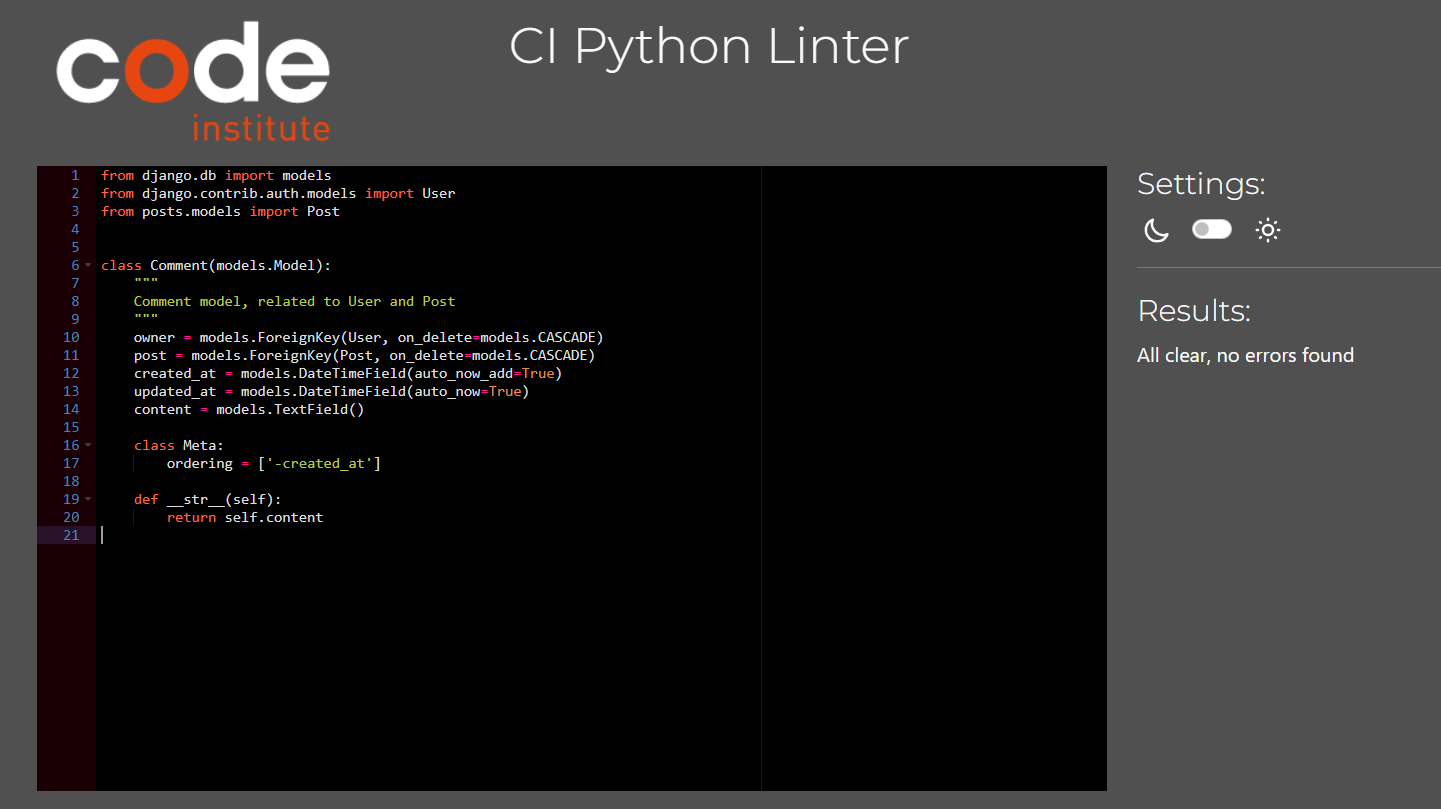 code
institute
CI Python Linter
1 from django.db import models
2 from django.contrib.auth.models import User
3 from posts.models import Post
4
5
6 class Comment(models.Model):
7     """
8     Comment model, related to User and Post
9     """
10     owner = models.ForeignKey(User, on_delete=models.CASCADE)
11     post = models.ForeignKey(Post, on_delete=models.CASCADE)
12     created_at = models.DateTimeField(auto_now_add=True)
13     updated_at = models.DateTimeField(auto_now=True)
14     content = models.TextField()
15
16     class Meta:
17         ordering = ['-created_at']
18
19     def __str__(self):
20         return self.content
21
Settings:
Results:
All clear, no errors found